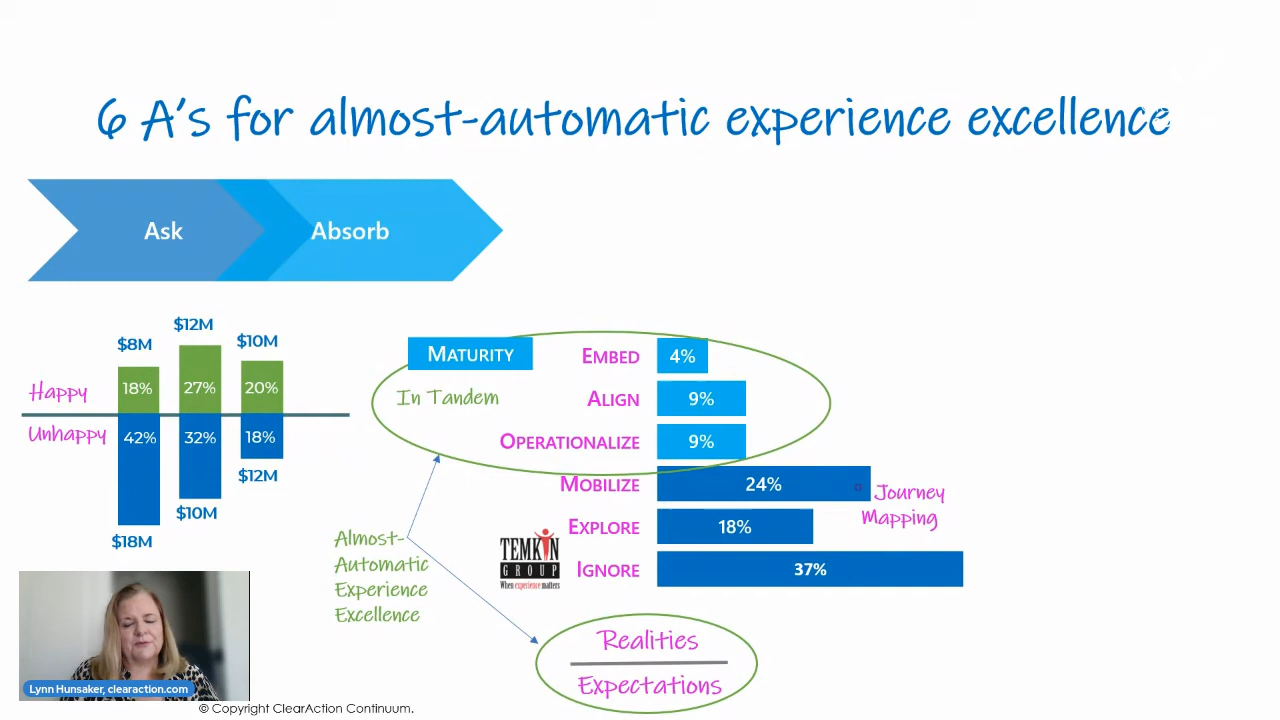 6 A's for almost-automatic experience excellence
Ask
Absorb
$8M
$12M
$10M
Happy
18%
27%
20%
Unhappy
42%
32%
18%
$18M
$10M
$12M
MATURITY
In Tandem
EMBED
4%
ALIGN
9%
OPERATIONALIZE
9%
MOBILIZE
24%
Journey
Mapping
EXPLORE
18%
IGNORE
37%
TEMKIN
GROUP
When experience matters
Almost-
Automatic
Experience
Excellence
Realities
Expectations
Lynn Hunsaker, clearaction.com
© Copyright ClearAction Continuum.